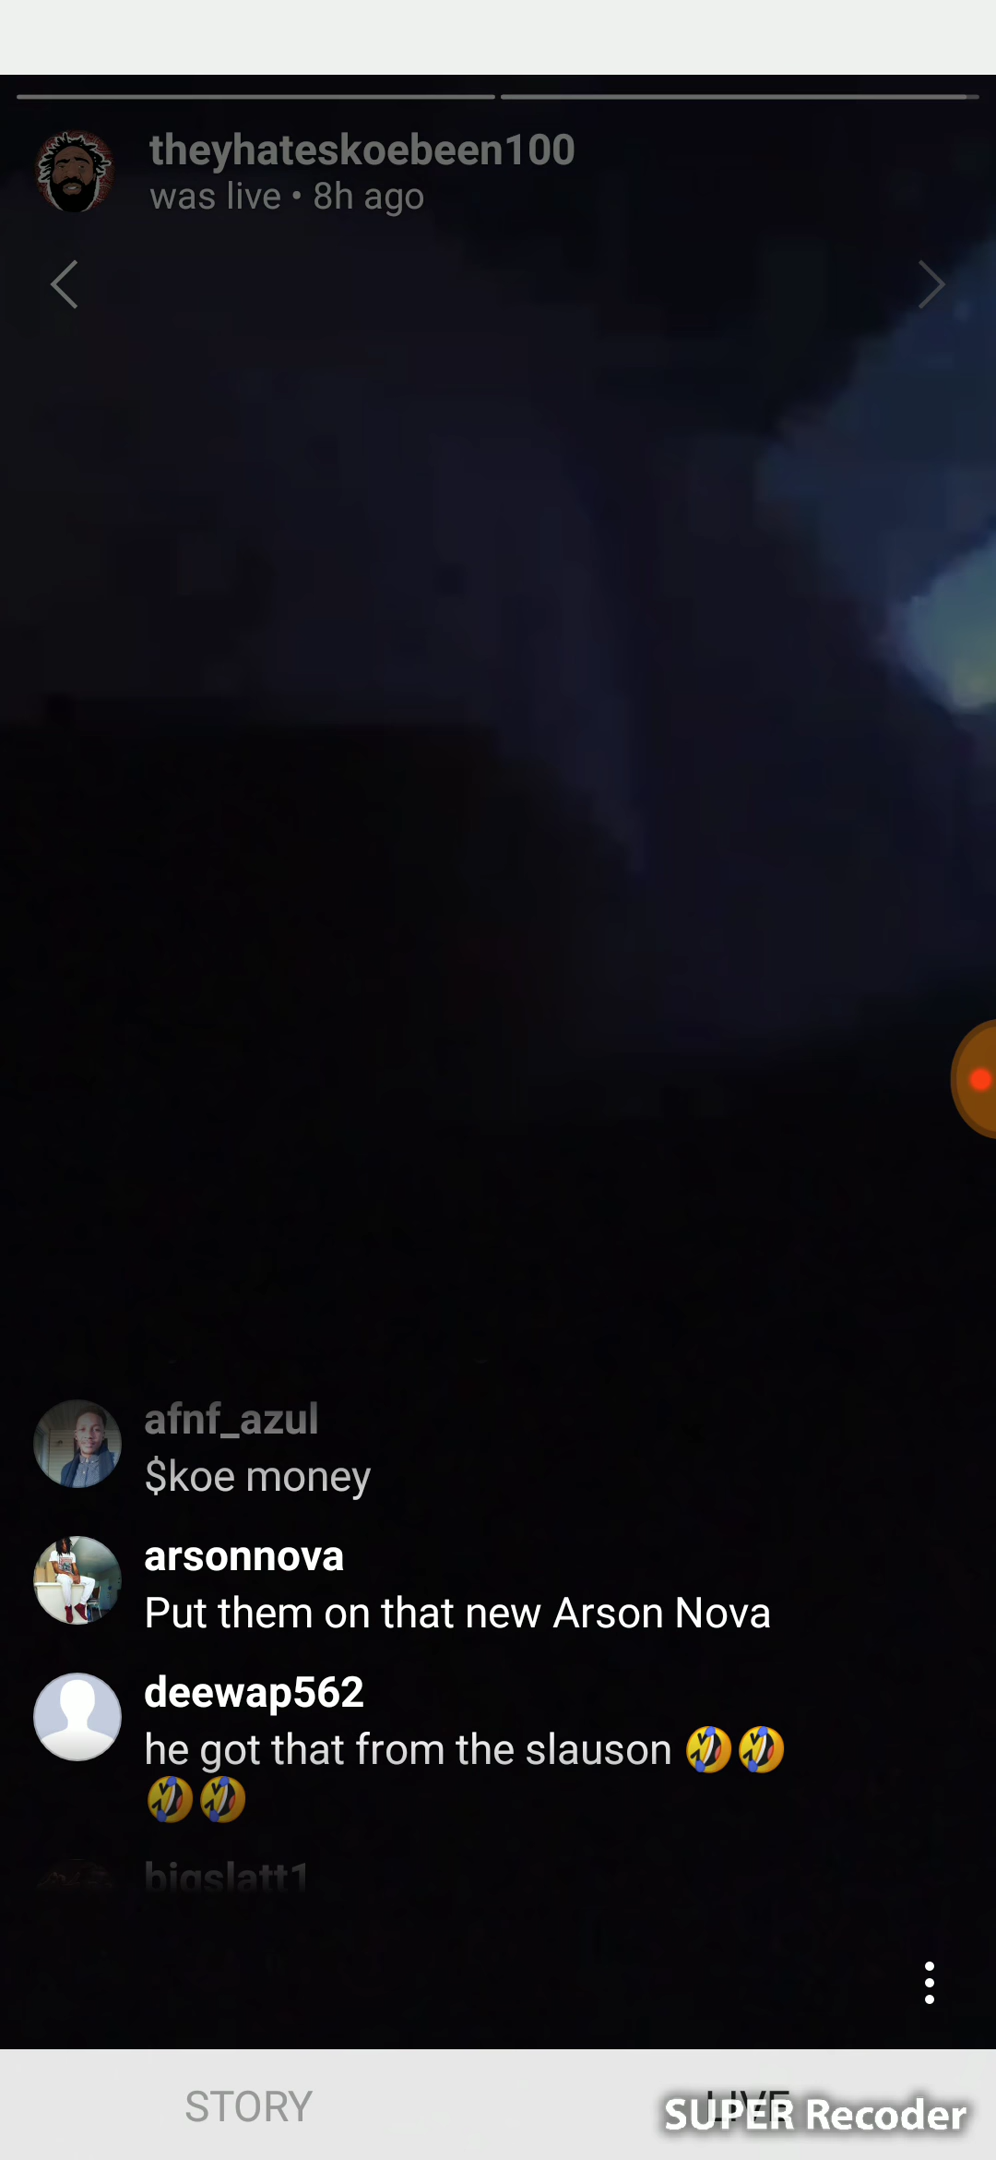 theyhateskoebeen100
was live • 8h ago
afnf_azul
$koe money
arsonnova
Put them on that new Arson Nova
deewap562
he got that from the slauson 🤣🤣
🤣🤣
bigslatt1
STORY
LIVE
SUPER Recoder